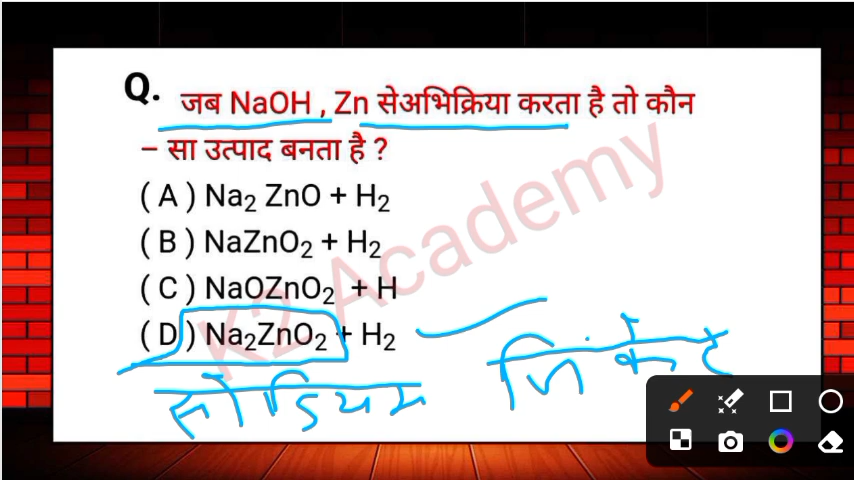 Q. जब NaOH , Zn सेअभिक्रिया करता है तो कौन
– सा उत्पाद बनता है ?
( A ) Na₂ ZnO + H₂
( B ) NaZnO₂ + H₂
( C ) NaOZnO₂ + H
( D ) Na₂ZnO₂ + H₂
सोडियम जिंकेट
K2 Academy